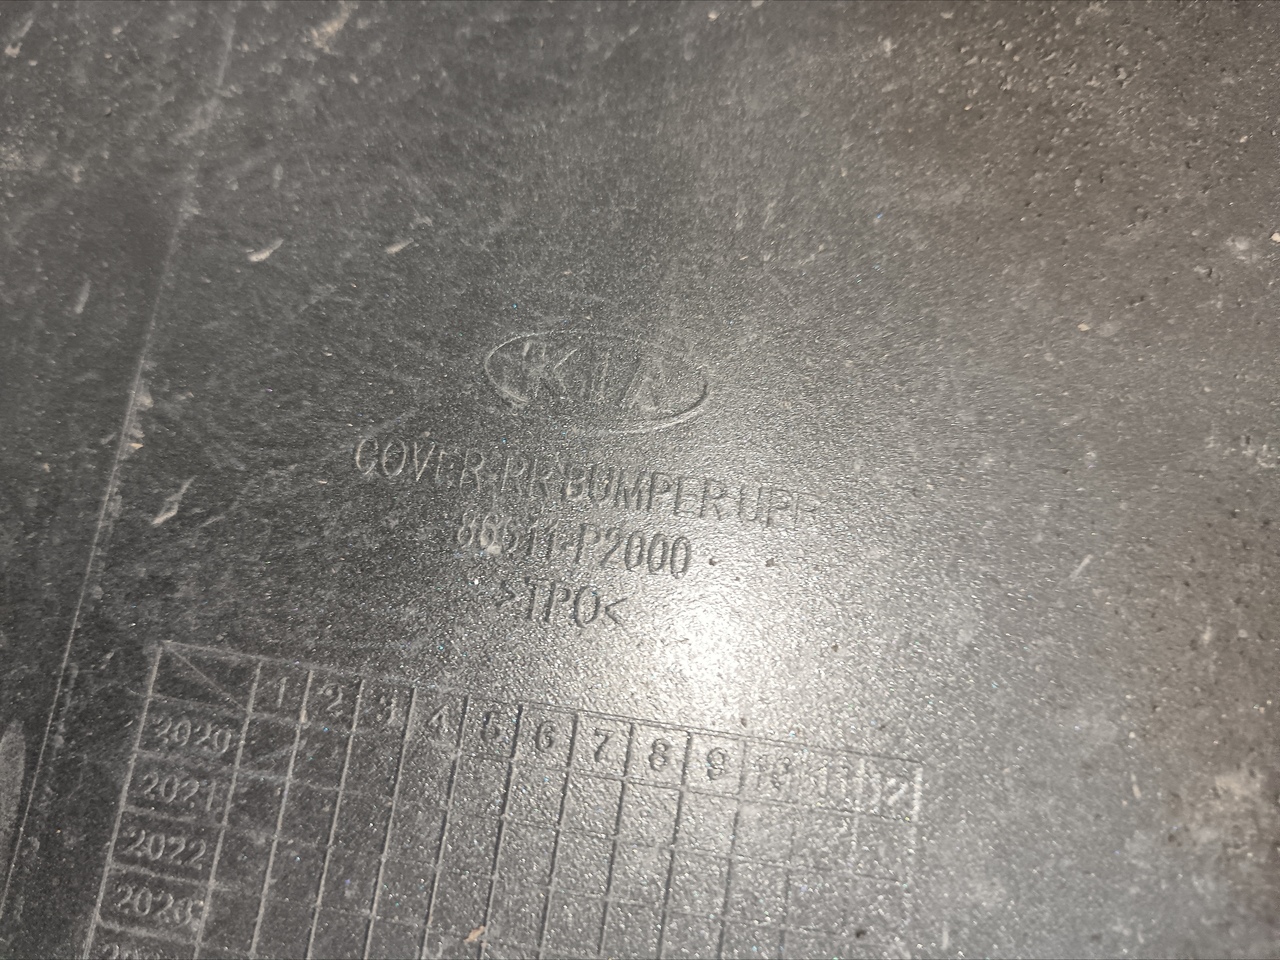 KIA
COVER-RR BUMPER UPR
86611-P2000
>TPO<
1 2 3 4 5 6 7 8 9 10 11 12
2020
2021
2022
2023